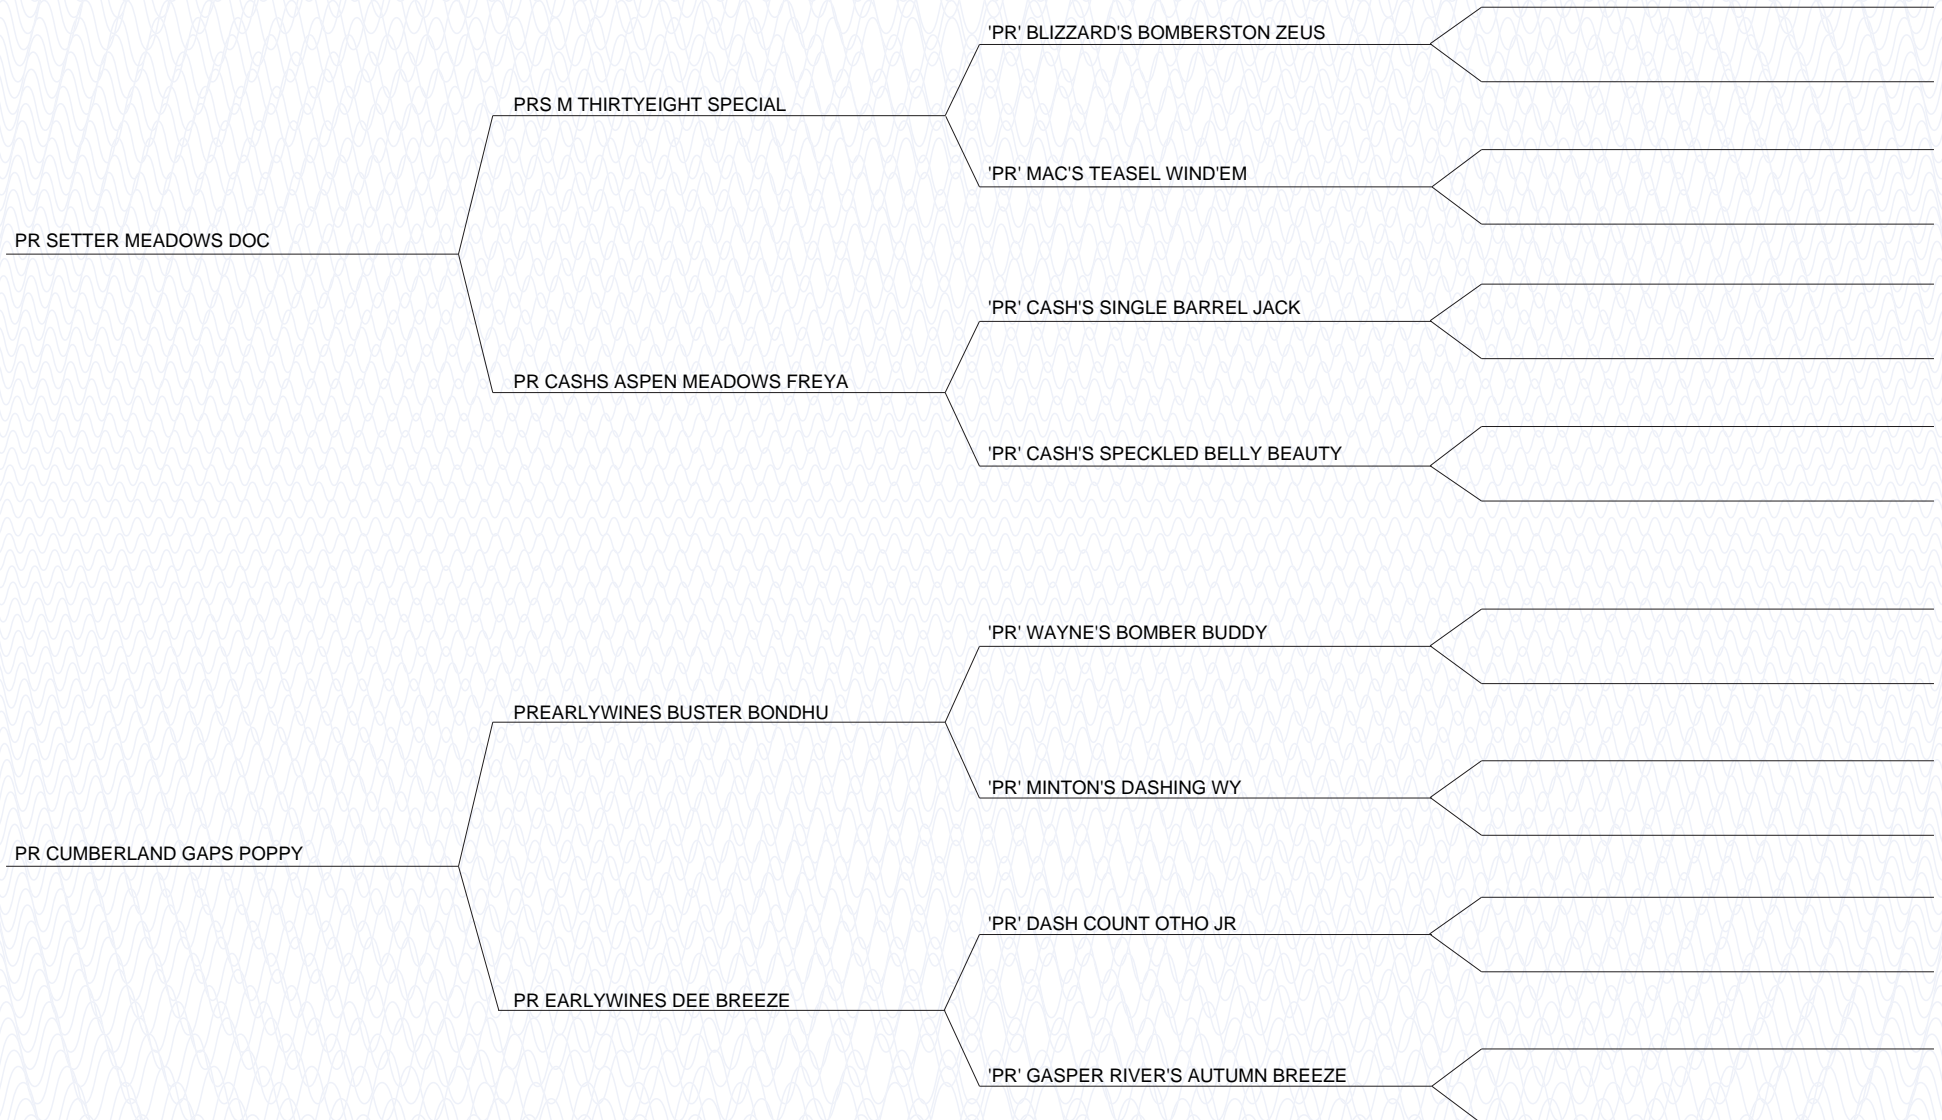 'PR' BLIZZARD'S BOMBERSTON ZEUS
PRS M THIRTYEIGHT SPECIAL
'PR' MAC'S TEASEL WIND'EM
PR SETTER MEADOWS DOC
'PR' CASH'S SINGLE BARREL JACK
PR CASHS ASPEN MEADOWS FREYA
'PR' CASH'S SPECKLED BELLY BEAUTY
'PR' WAYNE'S BOMBER BUDDY
PREARLYWINES BUSTER BONDHU
'PR' MINTON'S DASHING WY
PR CUMBERLAND GAPS POPPY
'PR' DASH COUNT OTHO JR
PR EARLYWINES DEE BREEZE
'PR' GASPER RIVER'S AUTUMN BREEZE